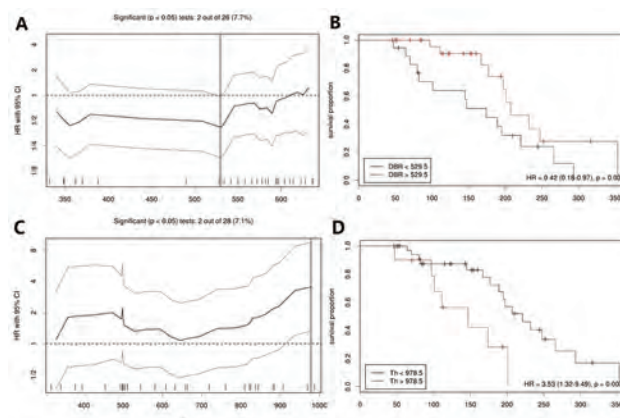 A
Significant (p < 0.05) tests: 2 out of 26 (7.7%)
HR with 95% CI
4
2
1
1/2
1/4
1/8
350 400 450 500 550 600
B
survival proportion
1.0
0.8
0.6
0.4
0.2
0.0
DBR < 529.5
DBR > 529.5
HR = 0.42 (0.18-0.97), p =
0 50 100 150 200 250 300 350
C
Significant (p < 0.05) tests: 2 out of 28 (7.1%)
HR with 95% CI
4
2
1
1/2
400 500 600 700 800 900 1000
D
survival proportion
1.0
0.8
0.6
0.4
0.2
0.0
Th < 978.5
Th > 978.5
HR = 3.53 (1.32-9.49), p =
0 50 100 150 200 250 300 350